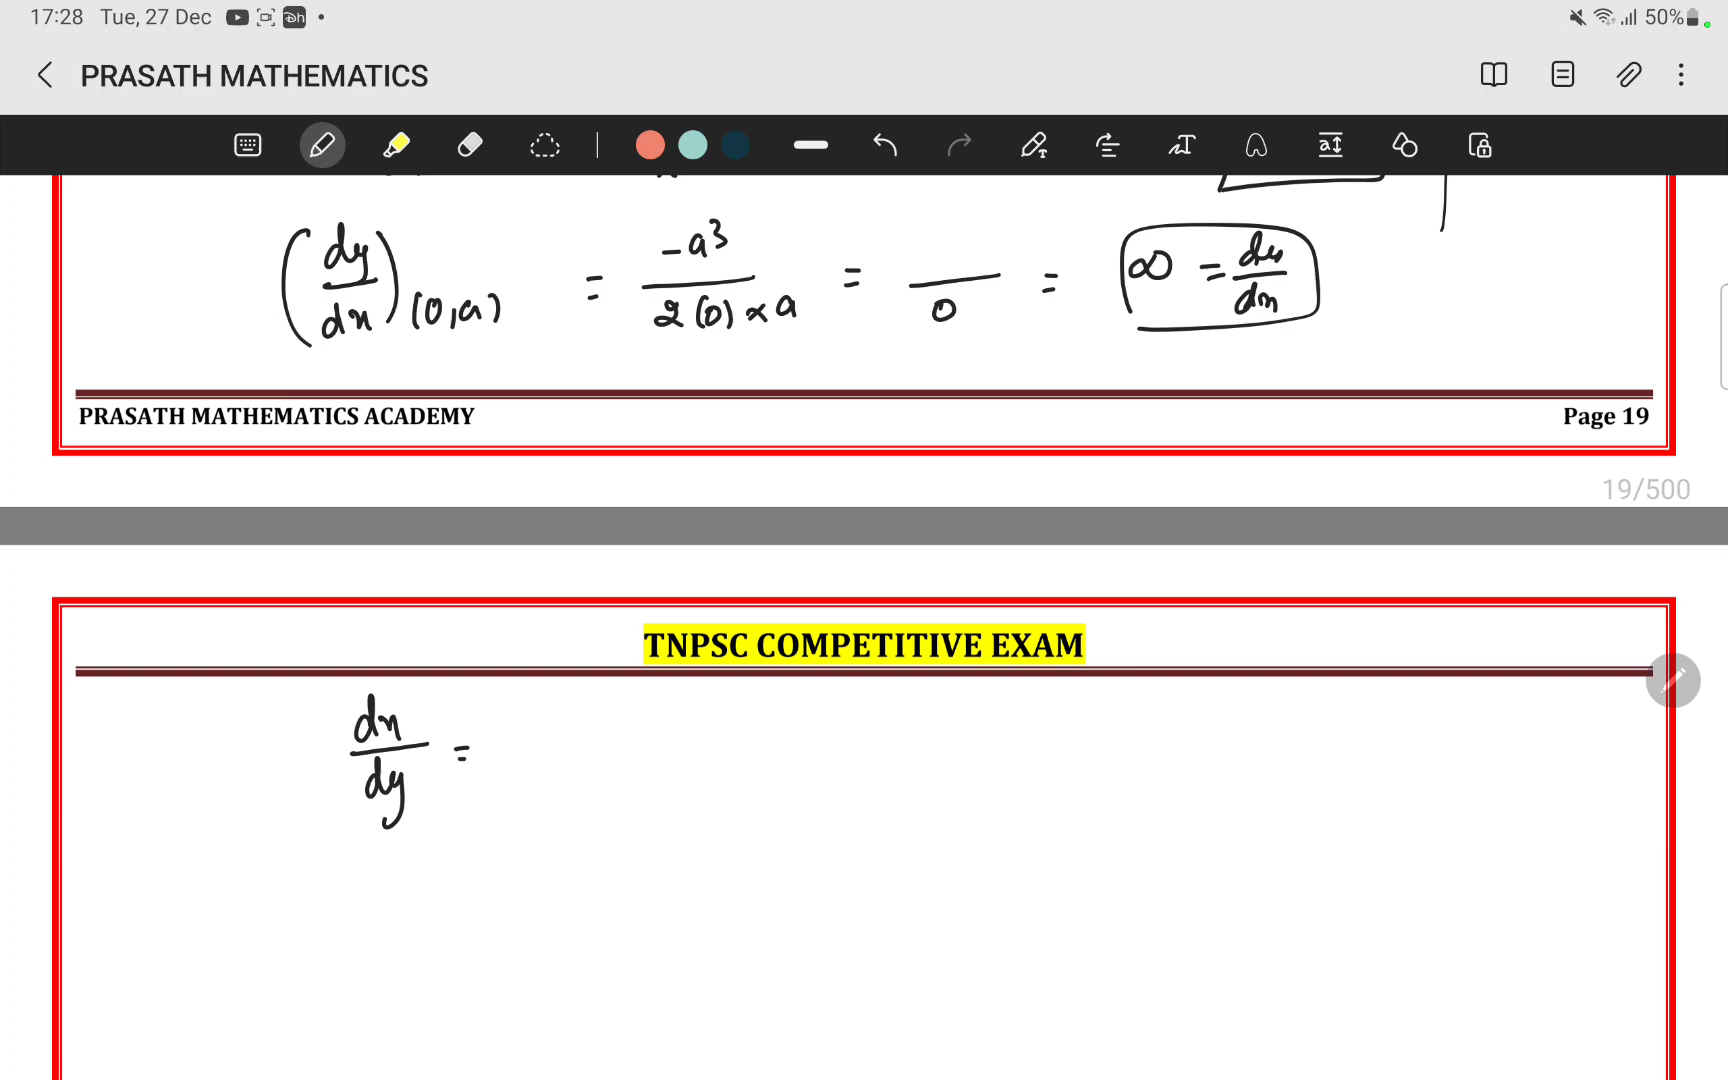 17:28 Tue, 27 Dec
50%
PRASATH MATHEMATICS
(dy/dx)(0,a) = -a³/2(0)×a = /0 = ∞ = dy/dx
PRASATH MATHEMATICS ACADEMY Page 19
19/500
TNPSC COMPETITIVE EXAM
dx/dy =